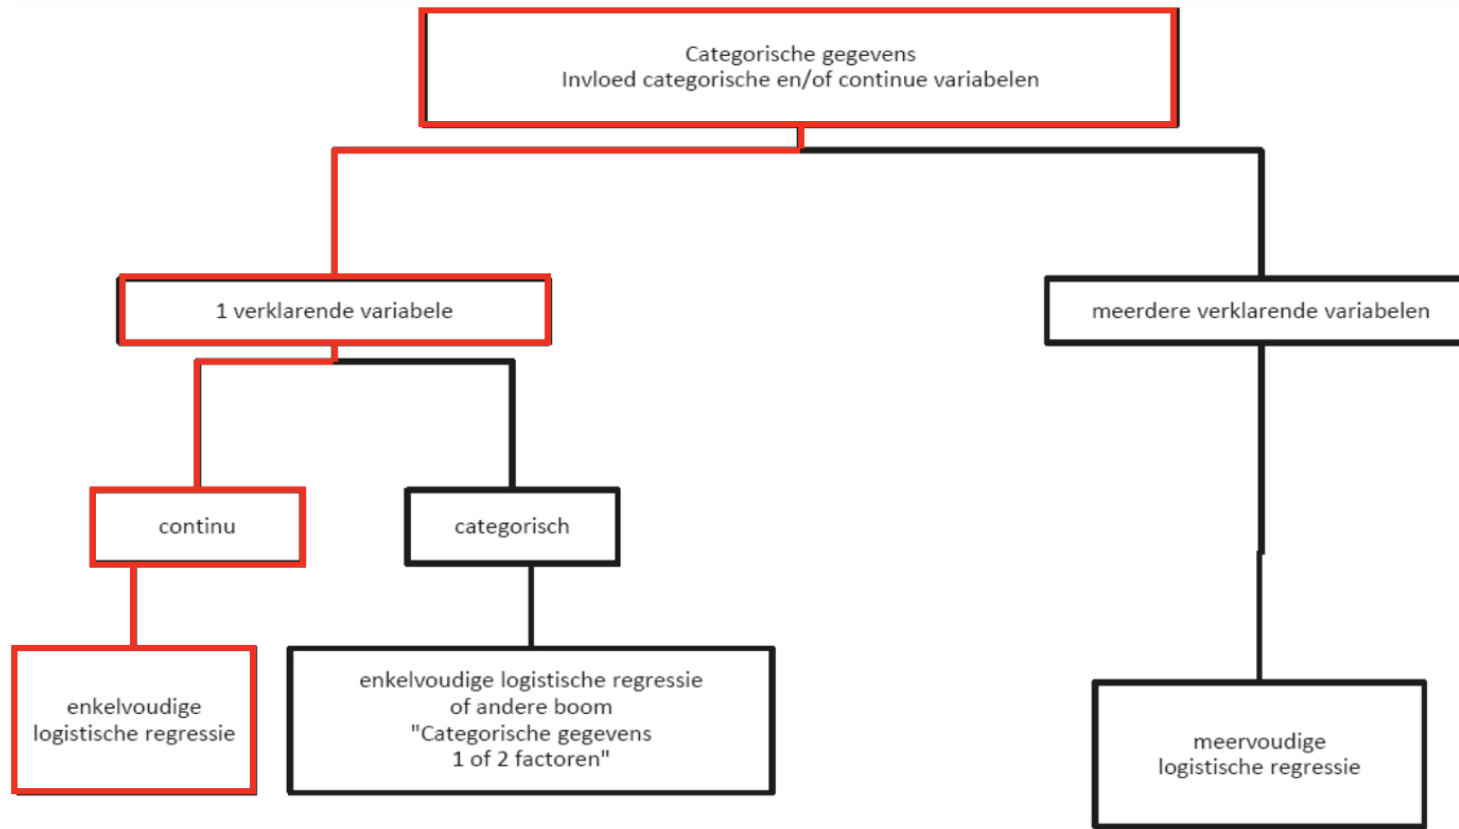 Categorische gegevens
Invloed categorische en/of continue variabelen
1 verklarende variabele
meerdere verklarende variabelen
continu
categorisch
enkelvoudige
logistische regressie
enkelvoudige logistische regressie
of andere boom
"Categorische gegevens
1 of 2 factoren"
meervoudige
logistische regressie